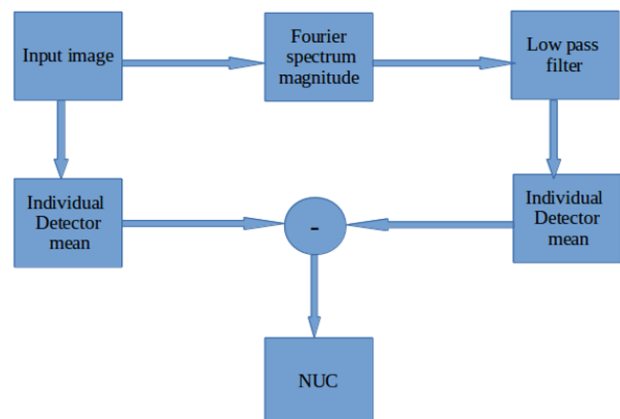 Input image
Fourier
spectrum
magnitude
Low pass
filter
Individual
Detector
mean
-
Individual
Detector
mean
NUC